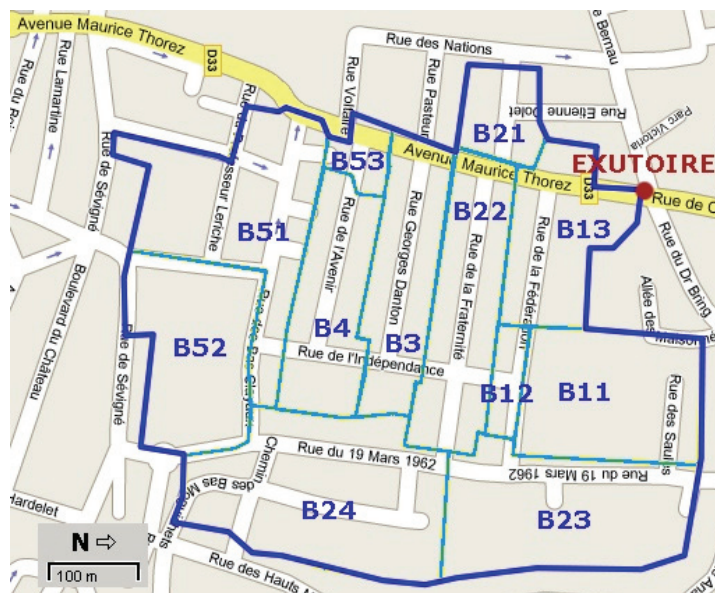 Avenue Maurice Thorez
D33
Rue Lamartine
Rue des Nations
Rue Voltaire
Rue Pasteur
Rue Etienne Dolet
Parc Victoria
B21
B53
Avenue Maurice Thorez
D33
EXUTOIRE
Rue de Sévigné
B22
B51
B13
Rue de l'Avenir
Rue Georges Danton
Rue de la Fraternité
Rue de la Fédération
Rue du Dr Bring
Boulevard du Château
B52
B4
B3
Rue de l'Indépendance
Rue de Sévigné
B12
B11
Rue des Saules
Rue du 19 Mars 1962
Rue du 19 Mars 1962
Chemin des Bas
B24
B23
Hardelet
Rue des Hauts
N ⇨
100 m